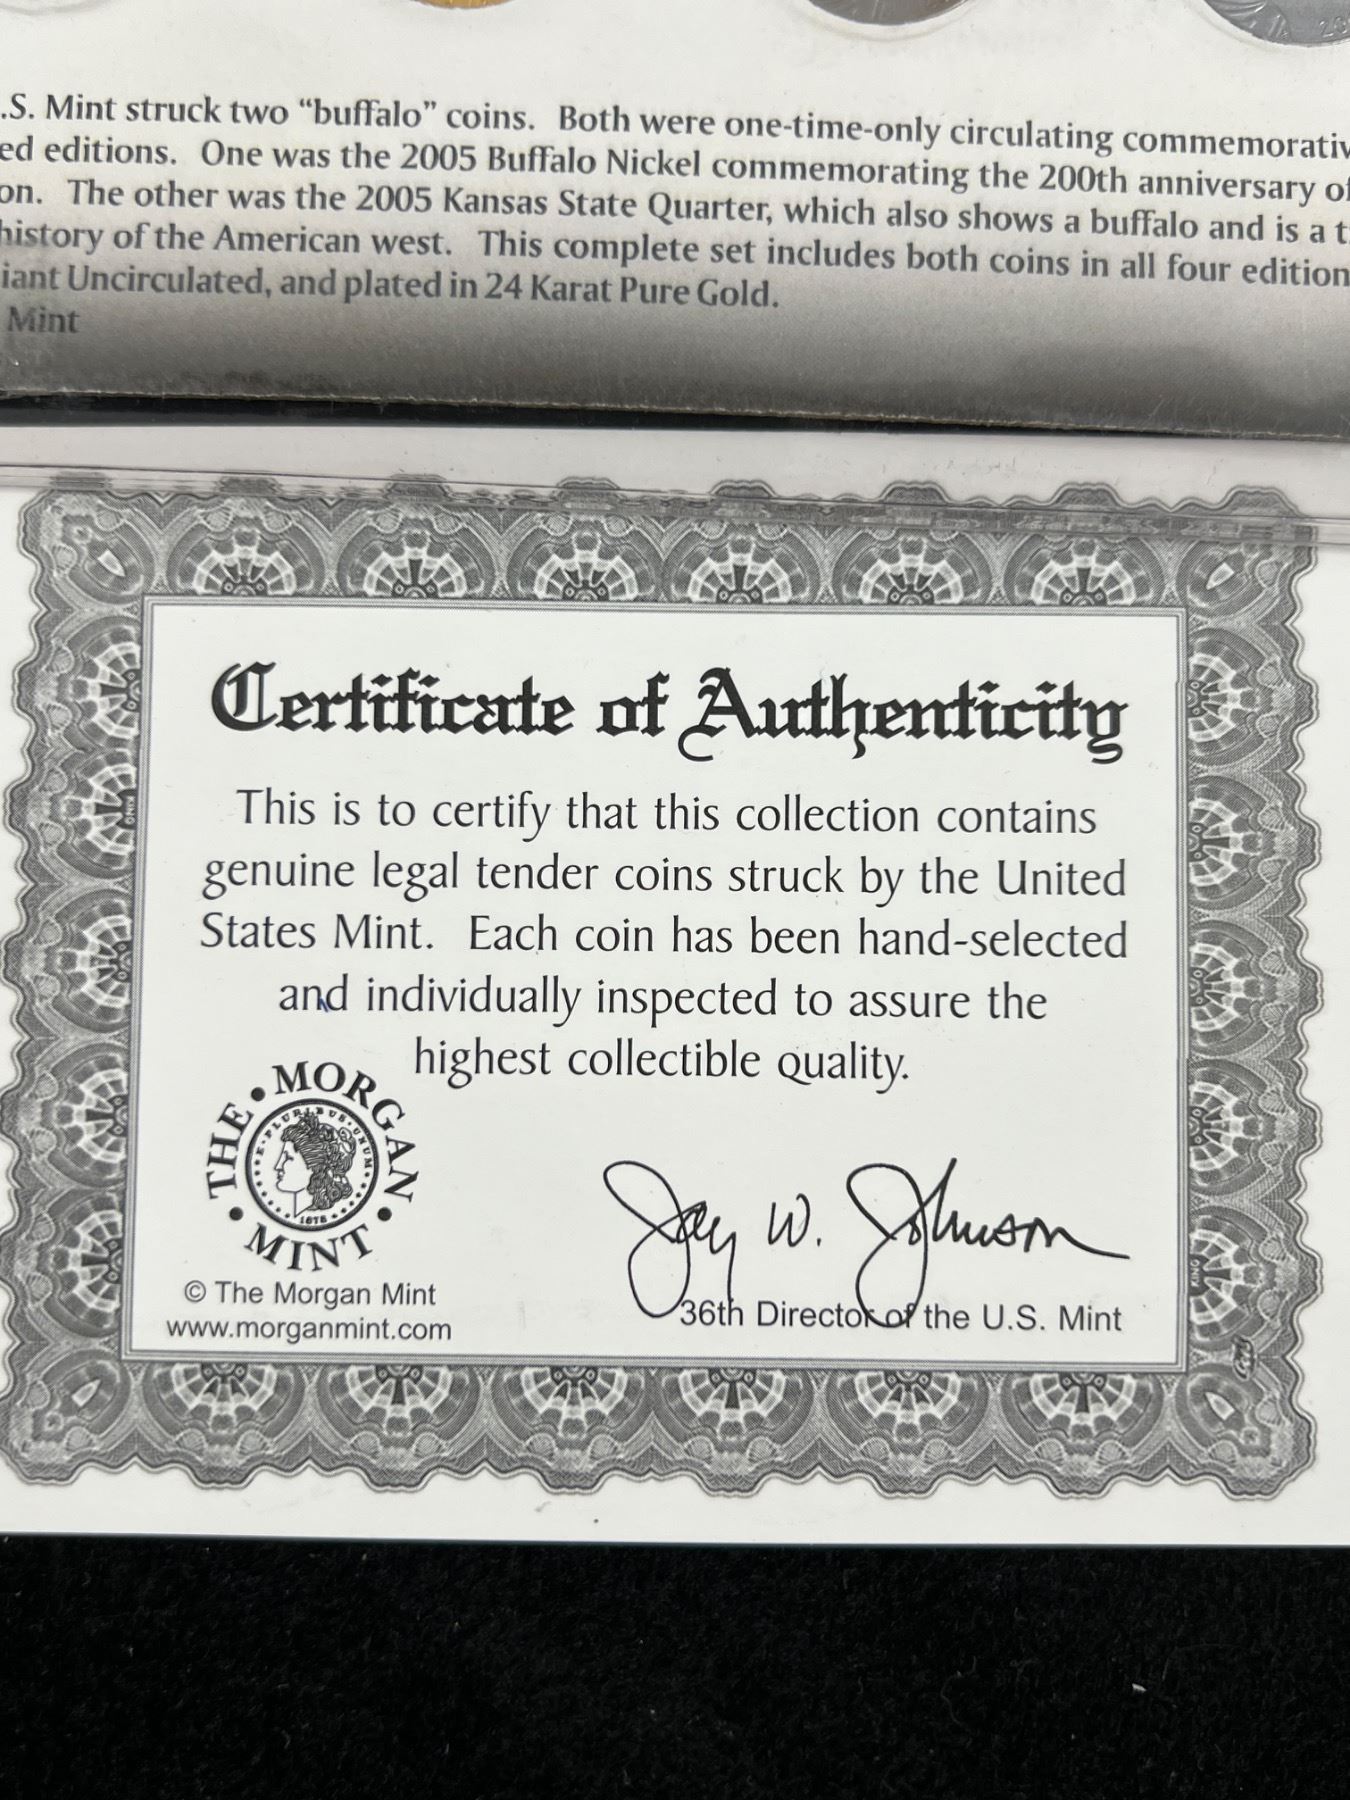 .S. Mint struck two “buffalo” coins. Both were one-time-only circulating commemorativ
ed editions. One was the 2005 Buffalo Nickel commemorating the 200th anniversary of
on. The other was the 2005 Kansas State Quarter, which also shows a buffalo and is a t
history of the American west. This complete set includes both coins in all four edition
iant Uncirculated, and plated in 24 Karat Pure Gold.
Mint
Certificate of Authenticity
This is to certify that this collection contains
genuine legal tender coins struck by the United
States Mint. Each coin has been hand-selected
and individually inspected to assure the
highest collectible quality.
THE • MORGAN • MINT •
E • PLURIBUS • UNUM
1878
© The Morgan Mint
www.morganmint.com
Jay W. Johnson
36th Director of the U.S. Mint